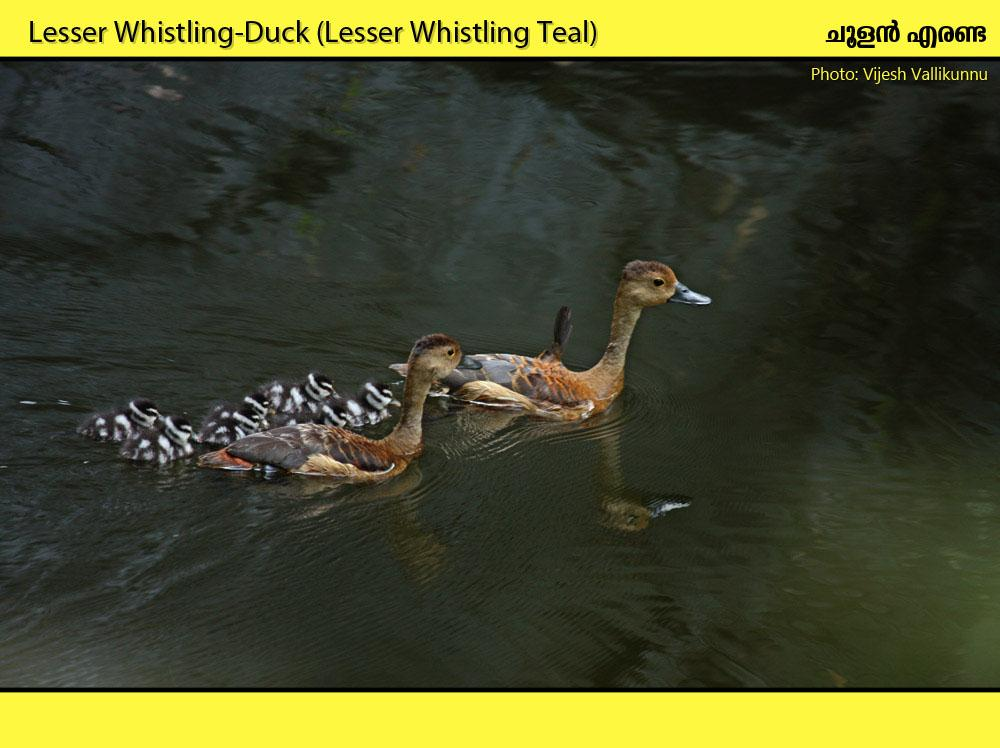 Lesser Whistling-Duck (Lesser Whistling Teal)
ചൂളൻ എരണ്ട
Photo: Vijesh Vallikunnu